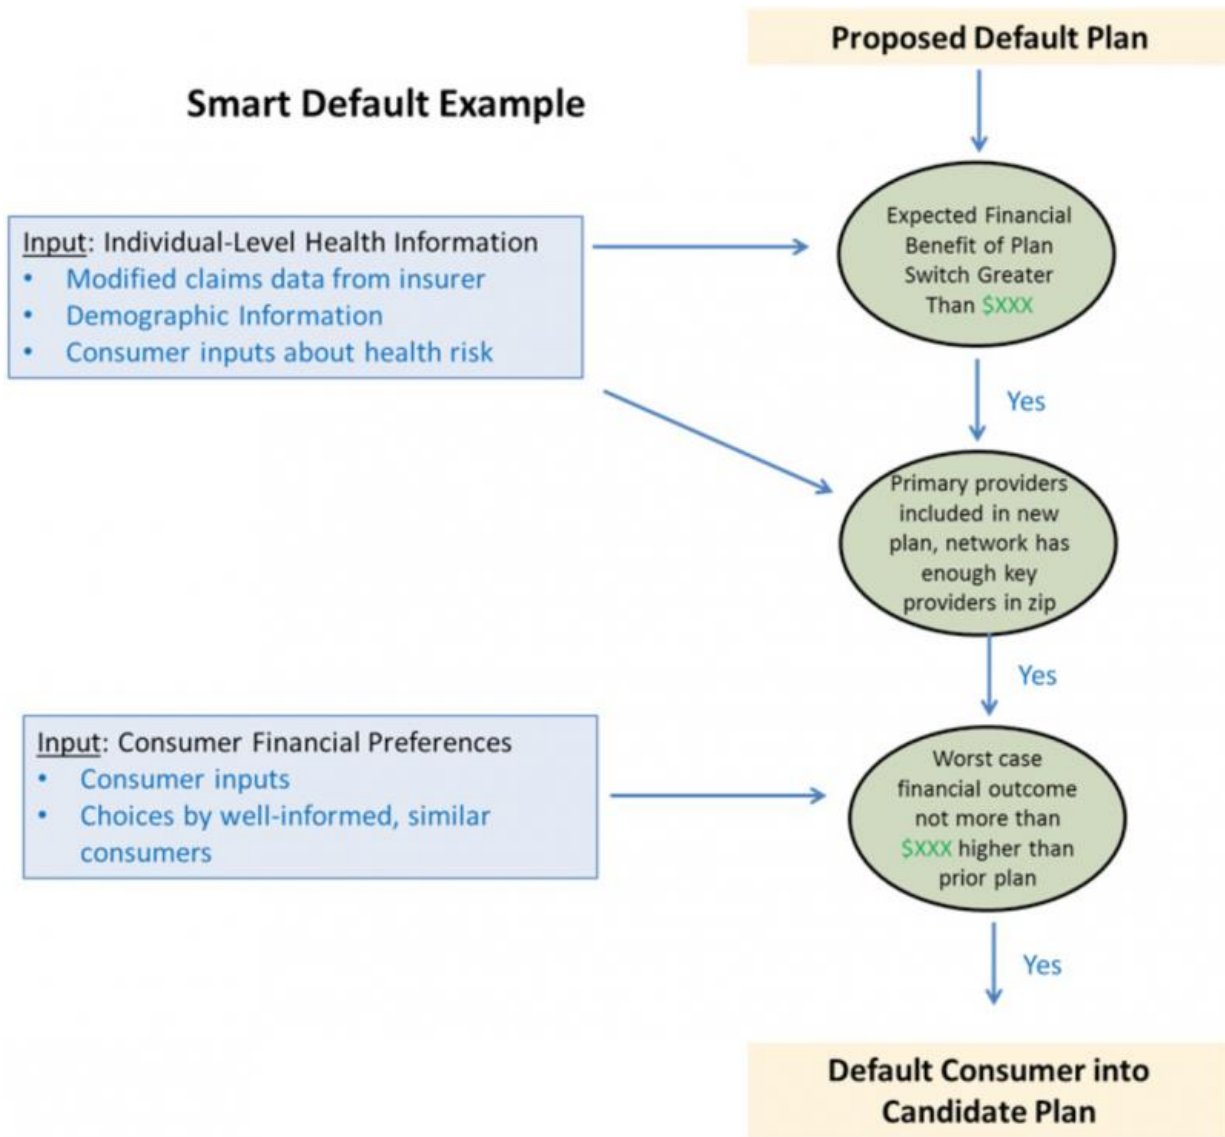 Proposed Default Plan
Smart Default Example
Expected Financial
Benefit of Plan
Switch Greater
Than $XXX
Input: Individual-Level Health Information
• Modified claims data from insurer
• Demographic Information
• Consumer inputs about health risk
Yes
Primary providers
included in new
plan, network has
enough key
providers in zip
Yes
Input: Consumer Financial Preferences
• Consumer inputs
• Choices by well-informed, similar
consumers
Worst case
financial outcome
not more than
$XXX higher than
prior plan
Yes
Default Consumer into
Candidate Plan